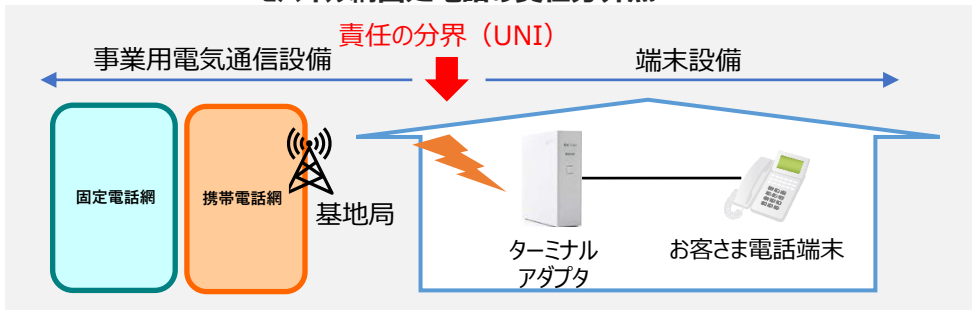 責任の分界（UNI）
事業用電気通信設備
端末設備
固定電話網
携帯電話網
基地局
ターミナル
アダプタ
お客さま電話端末